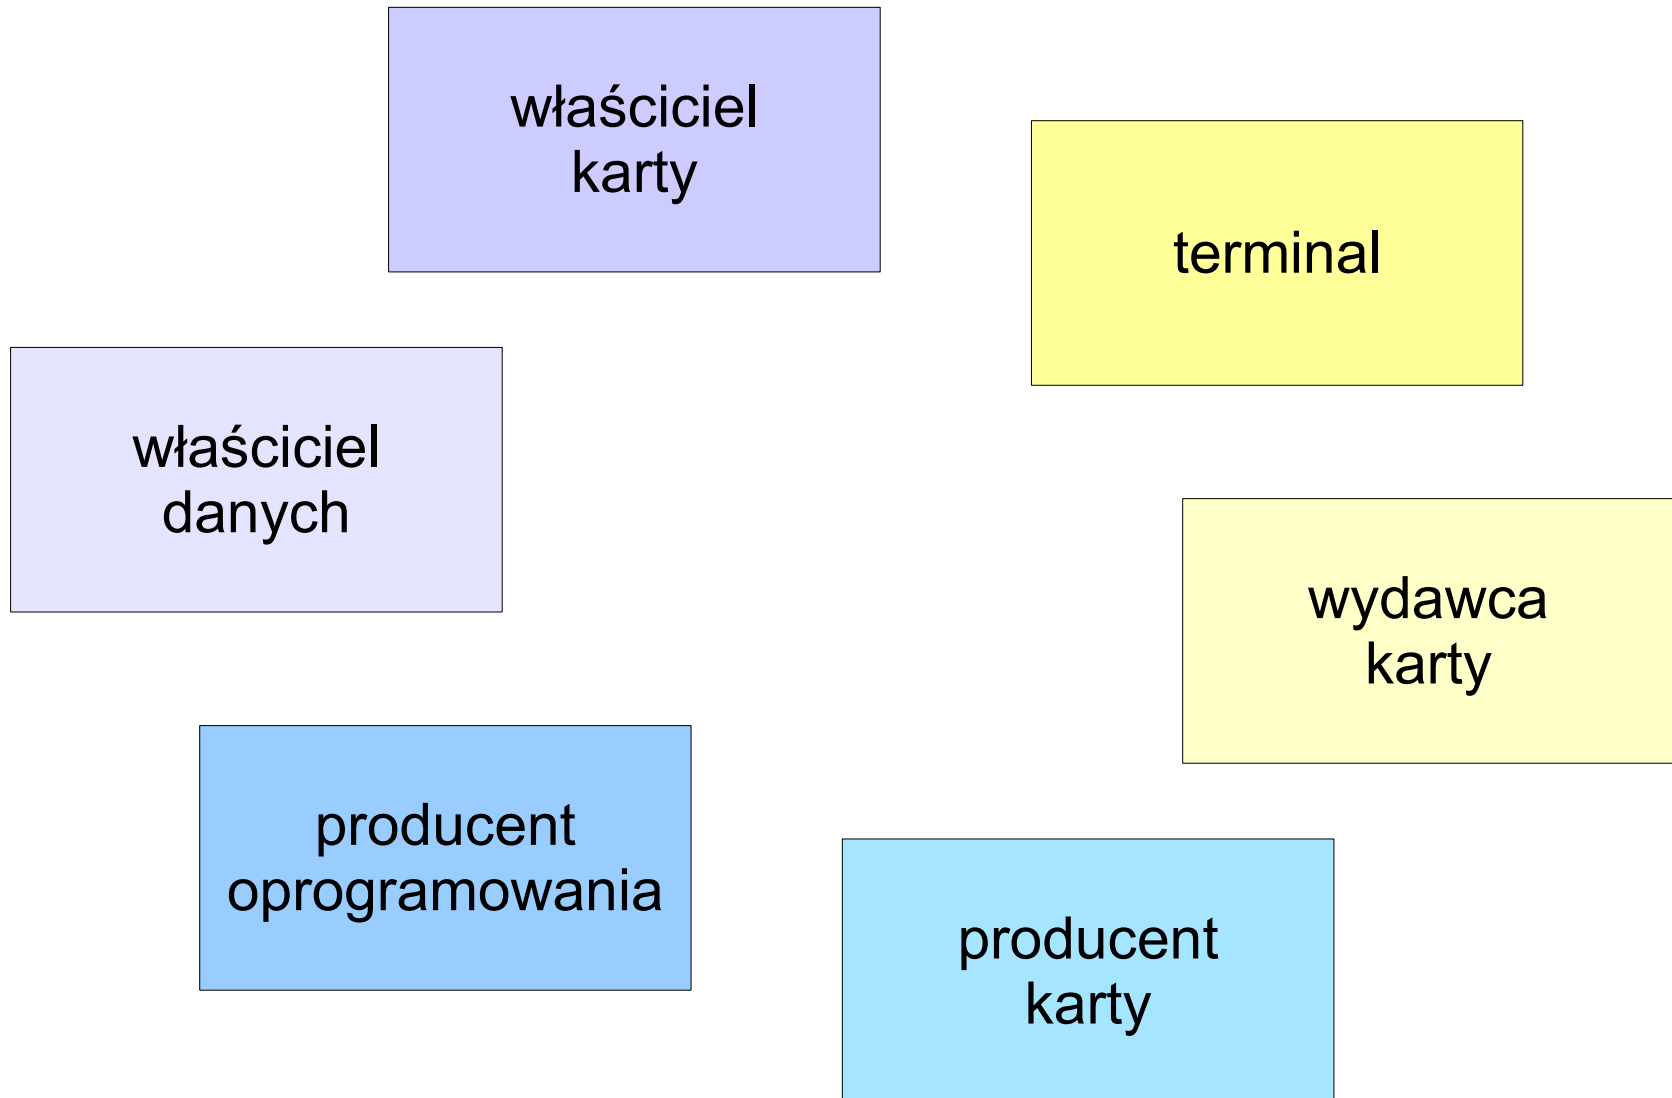 właściciel
karty
terminal
właściciel
danych
wydawca
karty
producent
oprogramowania
producent
karty